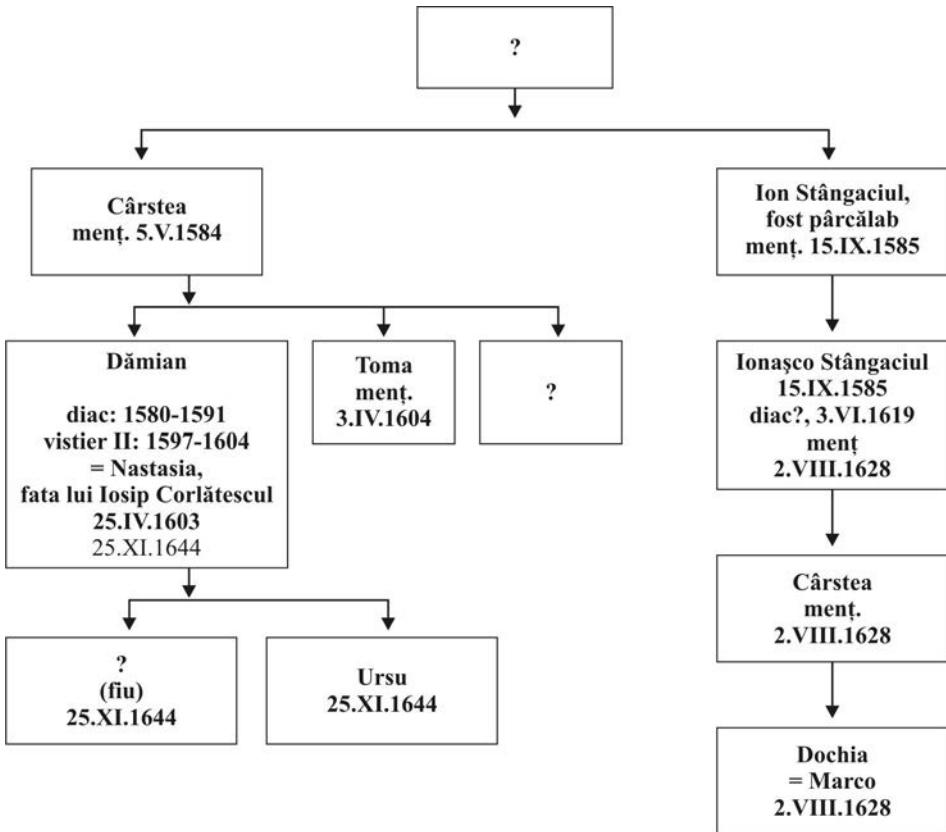 ?
Cârstea
menț. 5.V.1584
Ion Stângaciul,
fost pârcălab
menț. 15.IX.1585
Dămian
diac: 1580-1591
vistier II: 1597-1604
= Nastasia,
fata lui Iosip Corlătescul
25.IV.1603
25.XI.1644
Toma
menț.
3.IV.1604
?
Ionaşco Stângaciul
15.IX.1585
diac?, 3.VI.1619
menț
2.VIII.1628
Cârstea
menț.
2.VIII.1628
?
(fiu)
25.XI.1644
Ursu
25.XI.1644
Dochia
= Marco
2.VIII.1628